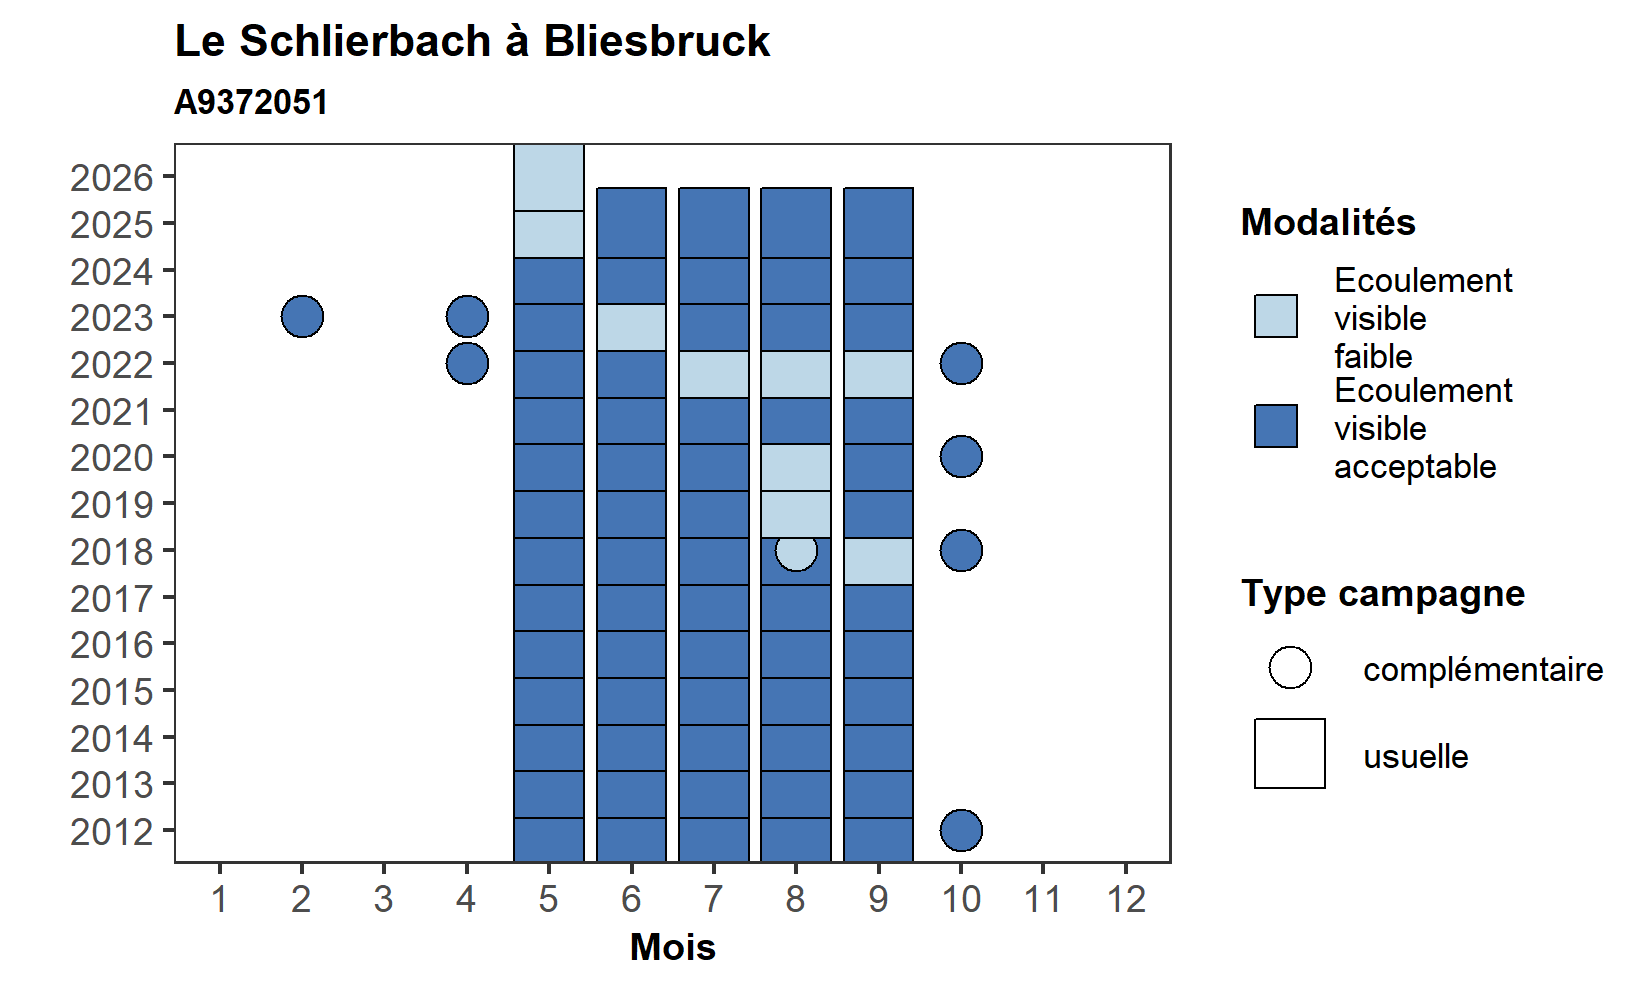 Le Schlierbach à Bliesbruck
A9372051
2026
2025
2024
2023
2022
2021
2020
2019
2018
2017
2016
2015
2014
2013
2012
1 2 3 4 5 6 7 8 9 10 11 12
Mois
Modalités
Ecoulement
visible
faible
Ecoulement
visible
acceptable
Type campagne
complémentaire
usuelle